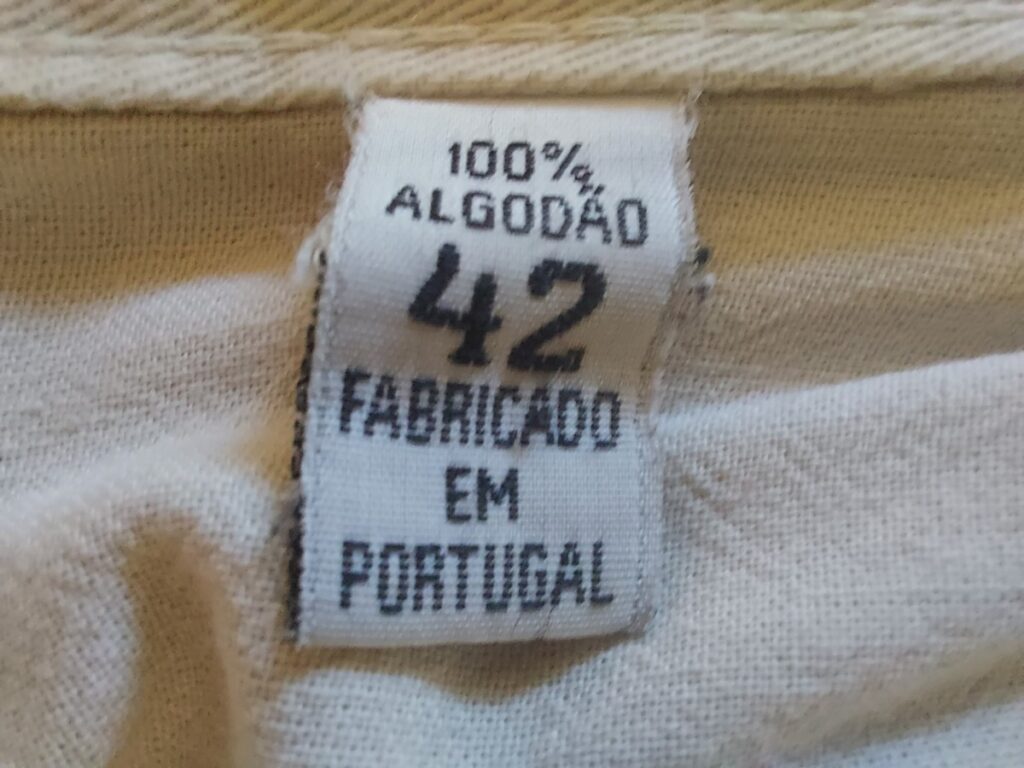 100%
ALGODÃO
42
FABRICADO
EM
PORTUGAL